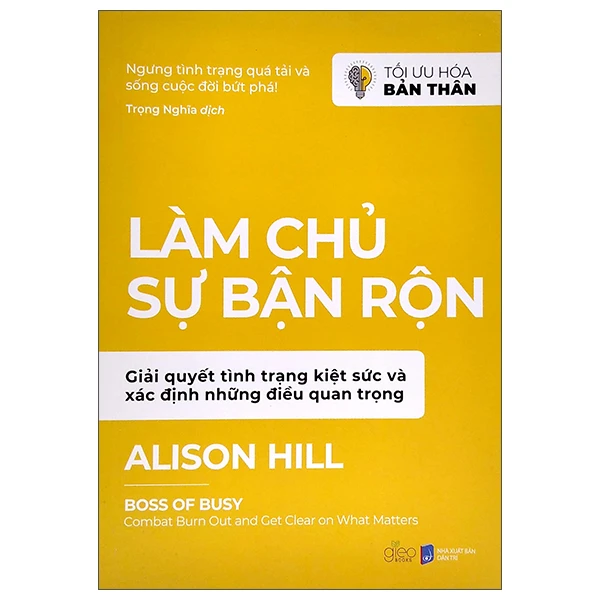 Ngưng tình trạng quá tải và
sống cuộc đời bứt phá!
Trọng Nghĩa dịch
TỐI ƯU HÓA
BẢN THÂN
LÀM CHỦ
SỰ BẬN RỘN
Giải quyết tình trạng kiệt sức và
xác định những điều quan trọng
ALISON HILL
BOSS OF BUSY
Combat Burn Out and Get Clear on What Matters
gieo
BOOKS
NHÀ XUẤT BẢN
DÂN TRÍ